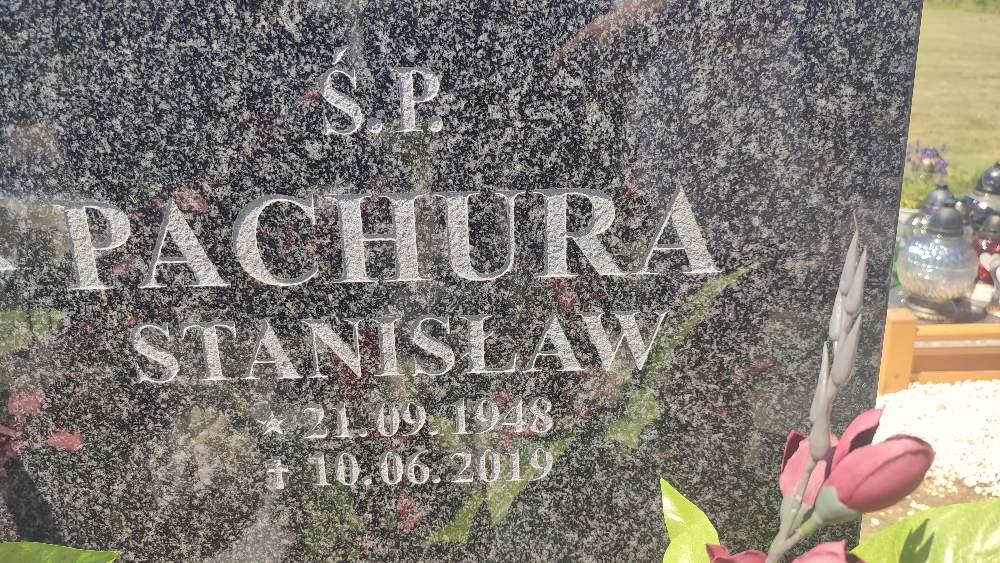 Ś.P.
PACHURA
STANISŁAW
★ 21.09.1948
✝ 10.06.2019